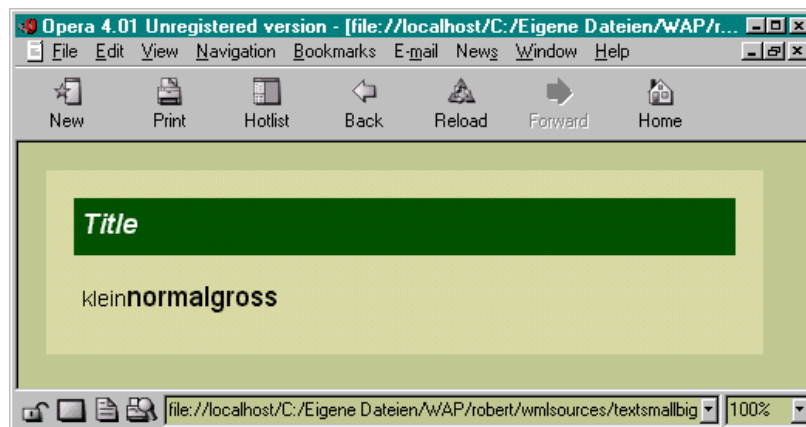 Opera 4.01 Unregistered version - [file://localhost/C:/Eigene Dateien/WAP/r...
File Edit View Navigation Bookmarks E-mail News Window Help
New Print Hotlist Back Reload Forward Home
Title
kleinnormalgross
file://localhost/C:/Eigene Dateien/WAP/robert/wmlsources/textsmallbig 100%